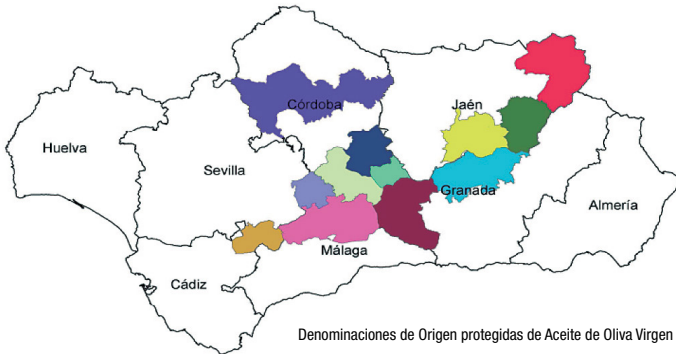 Córdoba
Jaén
Huelva
Sevilla
Granada
Almería
Málaga
Cádiz
Denominaciones de Origen protegidas de Aceite de Oliva Virgen